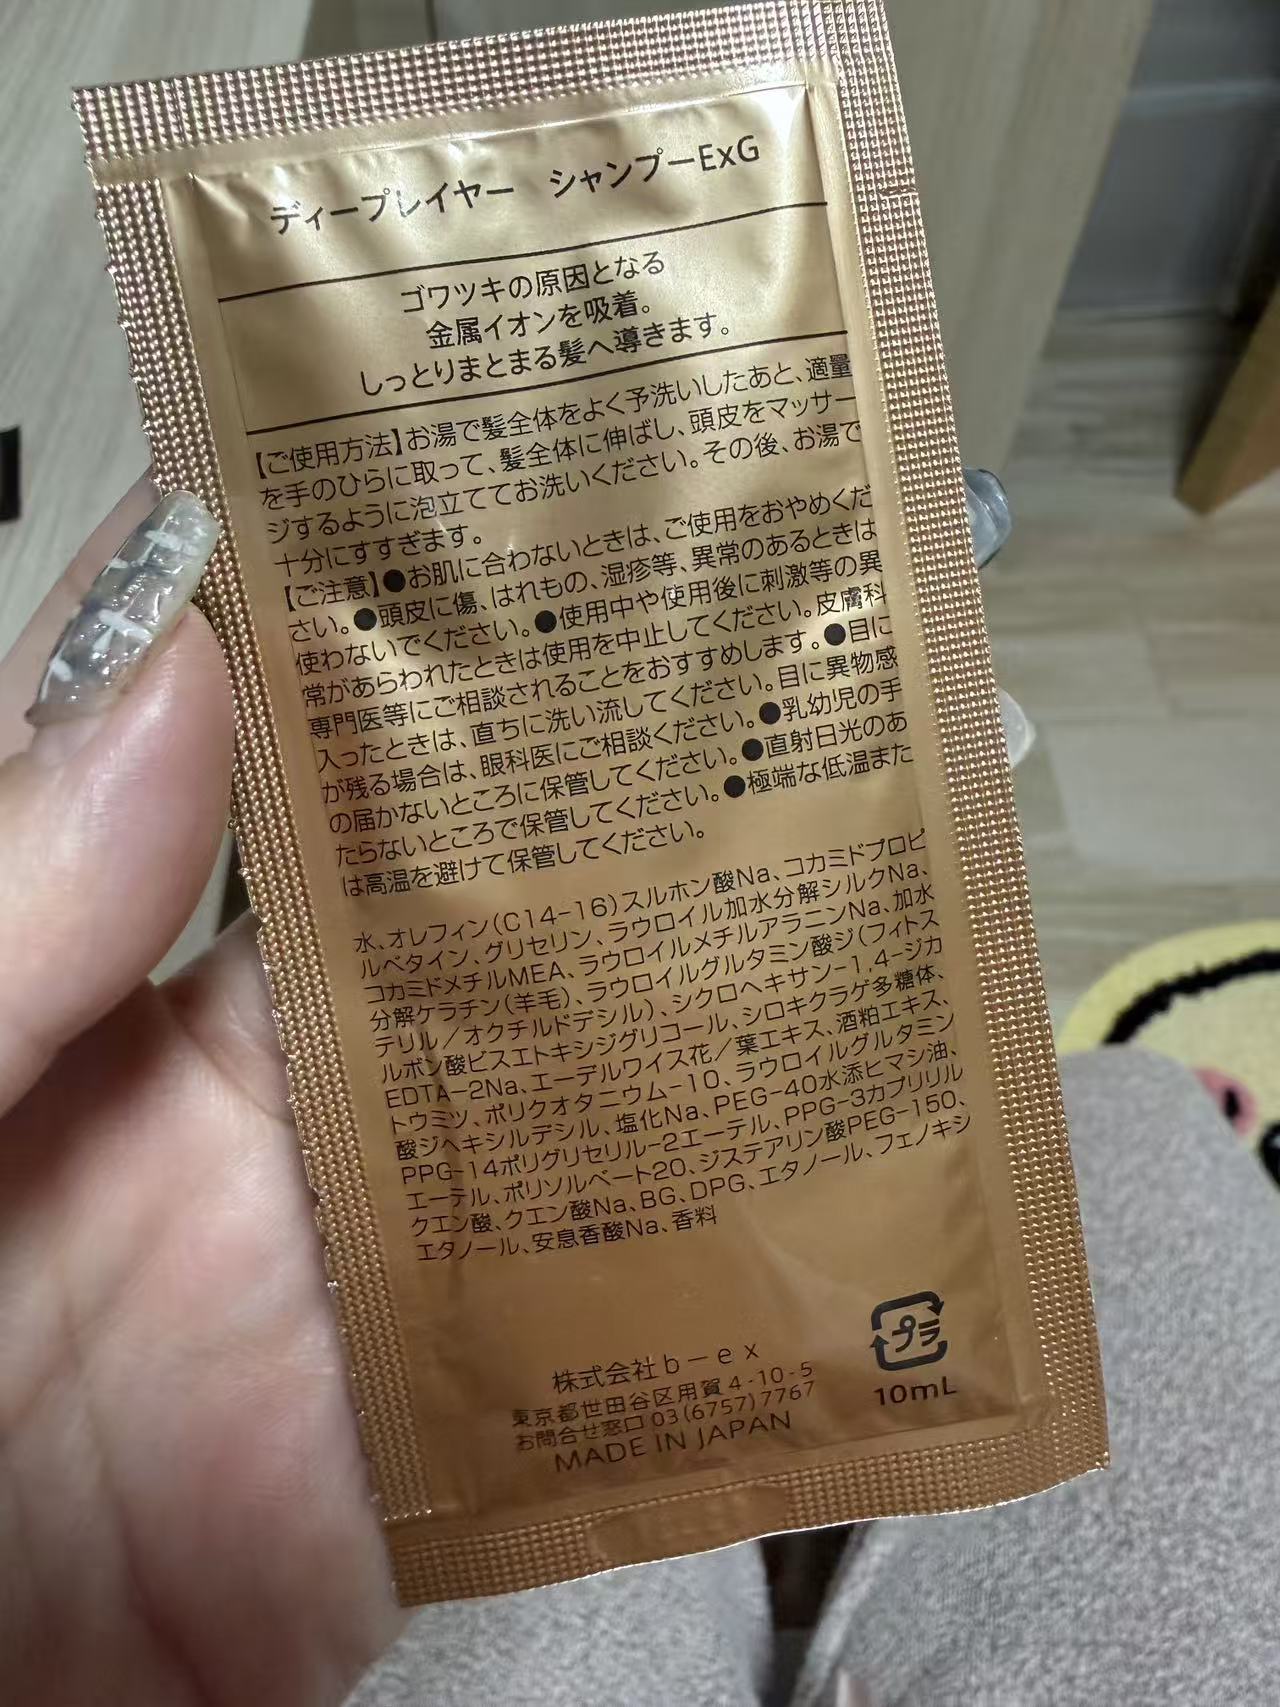 ディープレイヤー　シャンプーExG
ゴワツキの原因となる
金属イオンを吸着。
しっとりまとまる髪へ導きます。
【ご使用方法】お湯で髪全体をよく予洗いしたあと、適量
を手のひらに取って、髪全体に伸ばし、頭皮をマッサー
ジするように泡立ててお洗いください。その後、お湯で
十分にすすぎます。
【ご注意】●お肌に合わないときは、ご使用をおやめくだ
さい。●頭皮に傷、はれもの、湿疹等、異常のあるときは
使わないでください。●使用中や使用後に刺激等の異
常があらわれたときは使用を中止してください。皮膚科
専門医等にご相談されることをおすすめします。●目に
入ったときは、直ちに洗い流してください。目に異物感
が残る場合は、眼科医にご相談ください。●乳幼児の手
の届かないところに保管してください。●直射日光のあ
たらないところで保管してください。●極端な低温また
は高温を避けて保管してください。
水、オレフィン(C14-16)スルホン酸Na、コカミドプロピ
ルベタイン、グリセリン、ラウロイル加水分解シルクNa、
コカミドメチルMEA、ラウロイルメチルアラニンNa、加水
分解ケラチン(羊毛)、ラウロイルグルタミン酸ジ(フィトス
テリル/オクチルドデシル)、シクロヘキサン-1,4-ジカ
ルボン酸ビスエトキシジグリコール、シロキクラゲ多糖体、
EDTA-2Na、エーデルワイス花/葉エキス、酒粕エキス、
トウミツ、ポリクオタニウム-10、ラウロイルグルタミン
酸ジヘキシルデシル、塩化Na、PEG-40水添ヒマシ油、
PPG-14ポリグリセリル-2エーテル、PPG-3カプリリル
エーテル、ポリソルベート20、ジステアリン酸PEG-150、
クエン酸、クエン酸Na、BG、DPG、エタノール、フェノキシ
エタノール、安息香酸Na、香料
株式会社ｂ－ｅｘ
東京都世田谷区用賀4-10-5
お問合せ窓口 03(6757)7767
MADE IN JAPAN
プラ
10mL